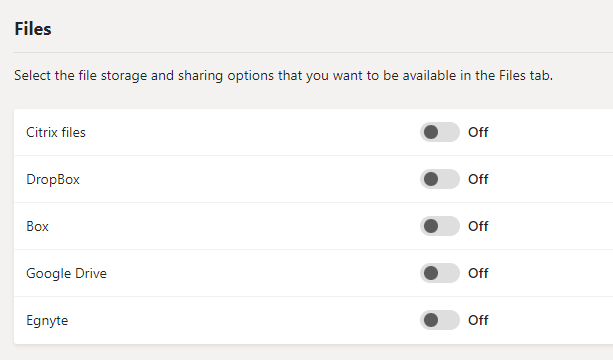 Files
Select the file storage and sharing options that you want to be available in the Files tab.
Citrix files Off
DropBox Off
Box Off
Google Drive Off
Egnyte Off